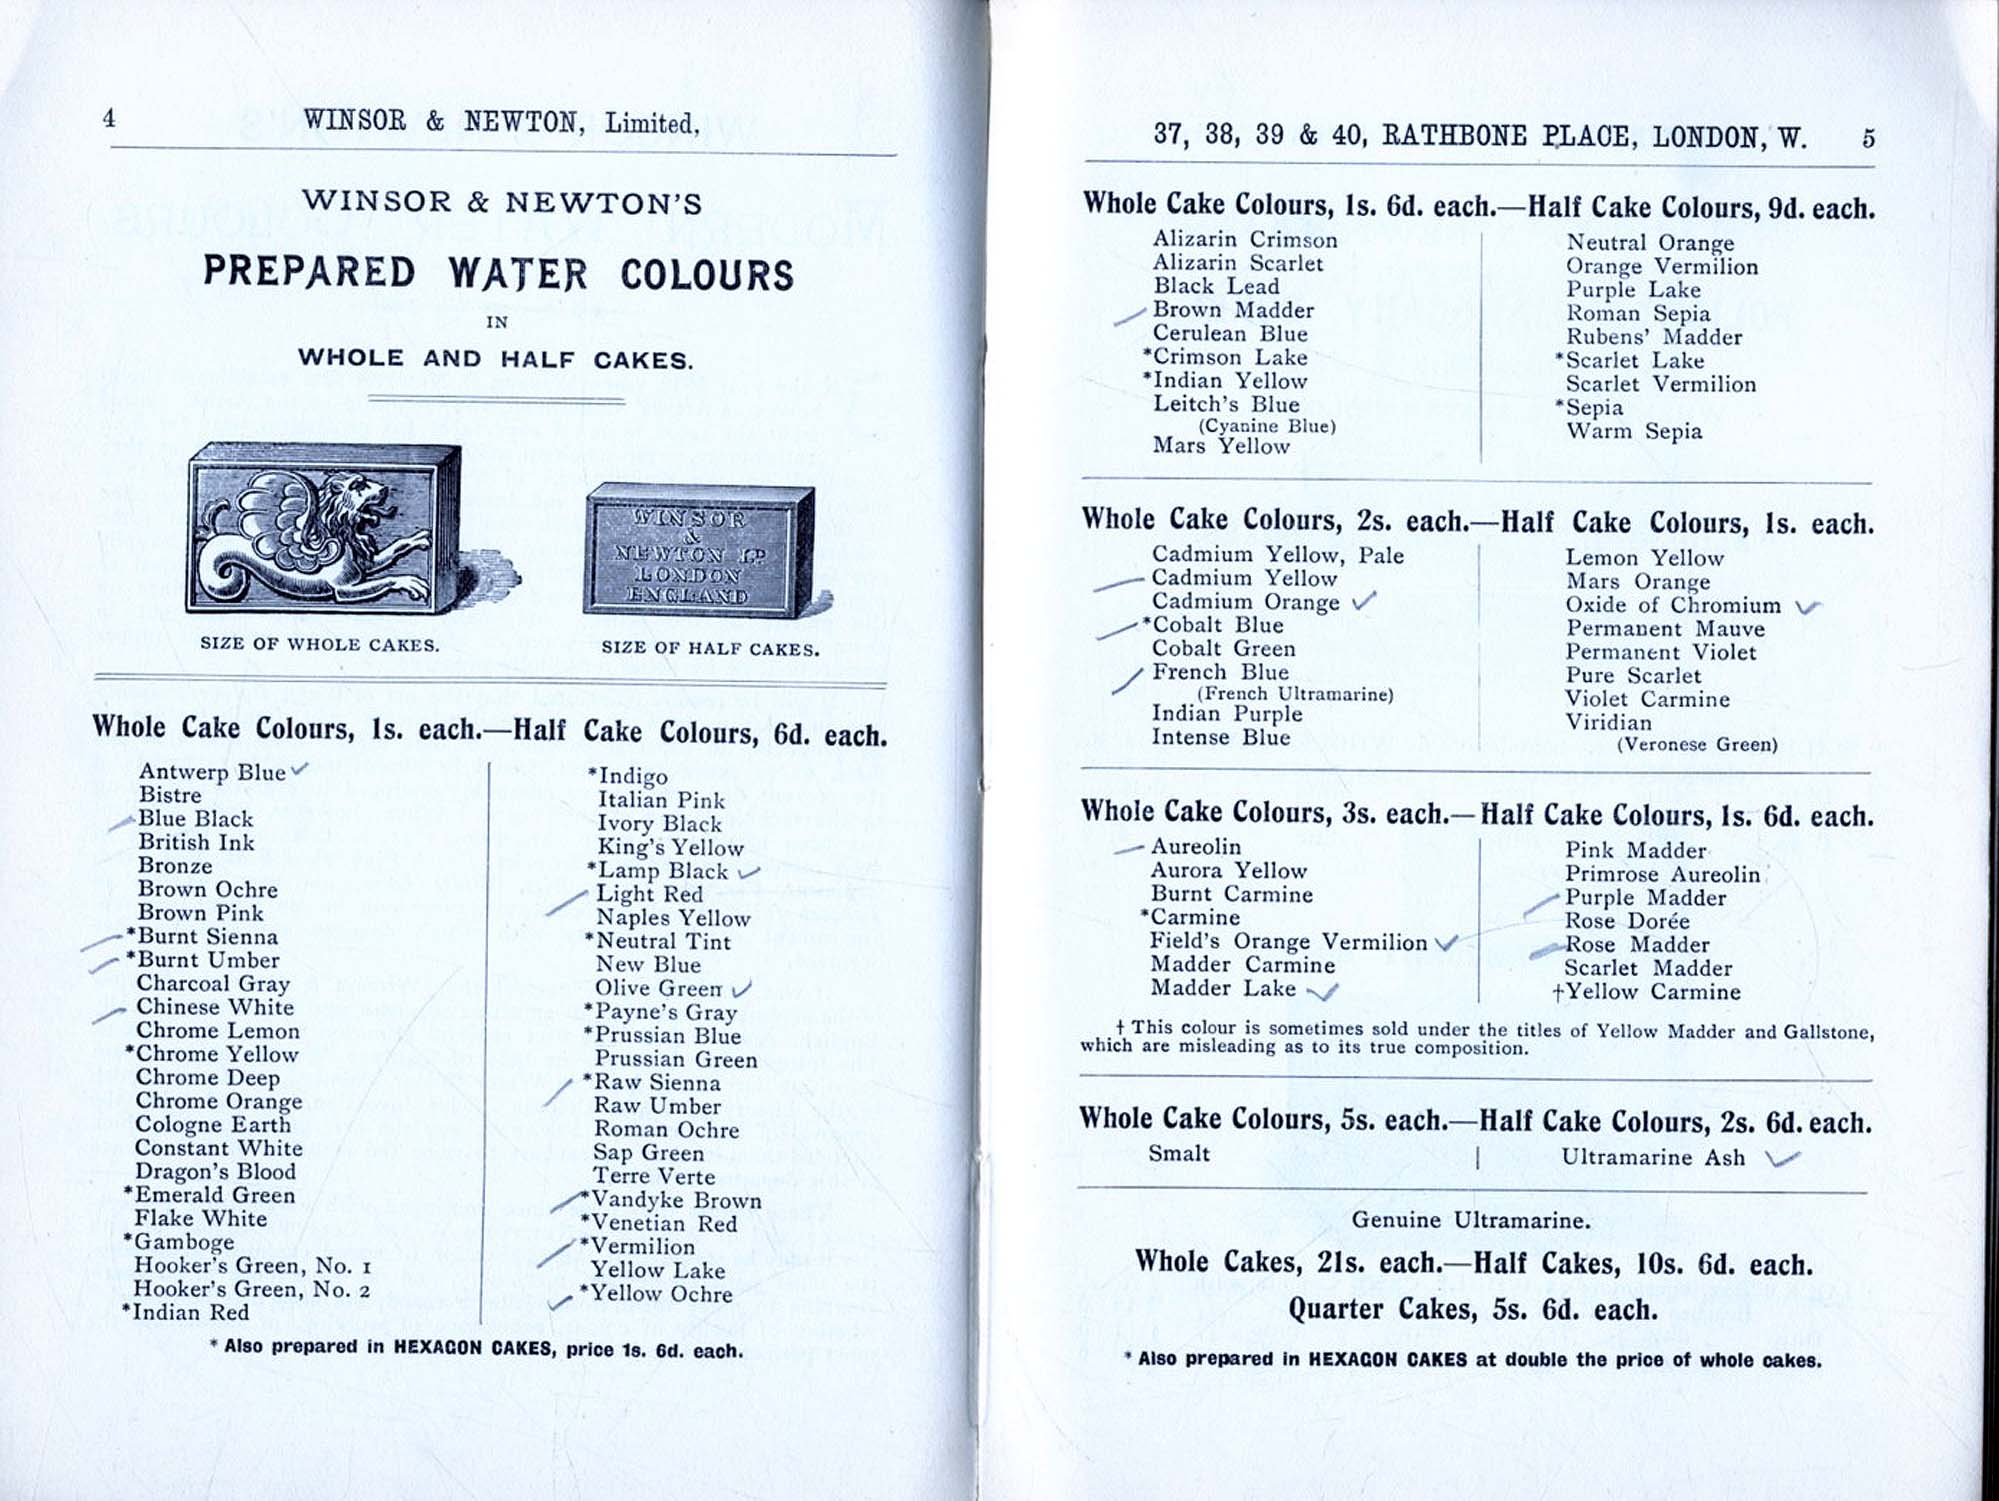 4 WINSOR & NEWTON, Limited,
WINSOR & NEWTON'S
PREPARED WATER COLOURS
IN
WHOLE AND HALF CAKES.
WINSOR
&
NEWTON LD
LONDON
ENGLAND
SIZE OF WHOLE CAKES.
SIZE OF HALF CAKES.
Whole Cake Colours, 1s. each.—Half Cake Colours, 6d. each.
Antwerp Blue
Bistre
Blue Black
British Ink
Bronze
Brown Ochre
Brown Pink
*Burnt Sienna
*Burnt Umber
Charcoal Gray
Chinese White
Chrome Lemon
*Chrome Yellow
Chrome Deep
Chrome Orange
Cologne Earth
Constant White
Dragon's Blood
*Emerald Green
Flake White
*Gamboge
Hooker's Green, No. 1
Hooker's Green, No. 2
*Indian Red
*Indigo
Italian Pink
Ivory Black
King's Yellow
*Lamp Black
Light Red
Naples Yellow
*Neutral Tint
New Blue
Olive Green
*Payne's Gray
*Prussian Blue
Prussian Green
*Raw Sienna
Raw Umber
Roman Ochre
Sap Green
Terre Verte
*Vandyke Brown
*Venetian Red
*Vermilion
Yellow Lake
*Yellow Ochre
* Also prepared in HEXAGON CAKES, price 1s. 6d. each.
37, 38, 39 & 40, RATHBONE PLACE, LONDON, W. 5
Whole Cake Colours, 1s. 6d. each.—Half Cake Colours, 9d. each.
Alizarin Crimson
Alizarin Scarlet
Black Lead
Brown Madder
Cerulean Blue
*Crimson Lake
*Indian Yellow
Leitch's Blue
(Cyanine Blue)
Mars Yellow
Neutral Orange
Orange Vermilion
Purple Lake
Roman Sepia
Rubens' Madder
*Scarlet Lake
Scarlet Vermilion
*Sepia
Warm Sepia
Whole Cake Colours, 2s. each.—Half Cake Colours, 1s. each.
Cadmium Yellow, Pale
Cadmium Yellow
Cadmium Orange
*Cobalt Blue
Cobalt Green
French Blue
(French Ultramarine)
Indian Purple
Intense Blue
Lemon Yellow
Mars Orange
Oxide of Chromium
Permanent Mauve
Permanent Violet
Pure Scarlet
Violet Carmine
Viridian
(Veronese Green)
Whole Cake Colours, 3s. each.—Half Cake Colours, 1s. 6d. each.
Aureolin
Aurora Yellow
Burnt Carmine
*Carmine
Field's Orange Vermilion
Madder Carmine
Madder Lake
Pink Madder
Primrose Aureolin
Purple Madder
Rose Dorée
Rose Madder
Scarlet Madder
†Yellow Carmine
† This colour is sometimes sold under the titles of Yellow Madder and Gallstone,
which are misleading as to its true composition.
Whole Cake Colours, 5s. each.—Half Cake Colours, 2s. 6d. each.
Smalt
Ultramarine Ash
Genuine Ultramarine.
Whole Cakes, 21s. each.—Half Cakes, 10s. 6d. each.
Quarter Cakes, 5s. 6d. each.
* Also prepared in HEXAGON CAKES at double the price of whole cakes.